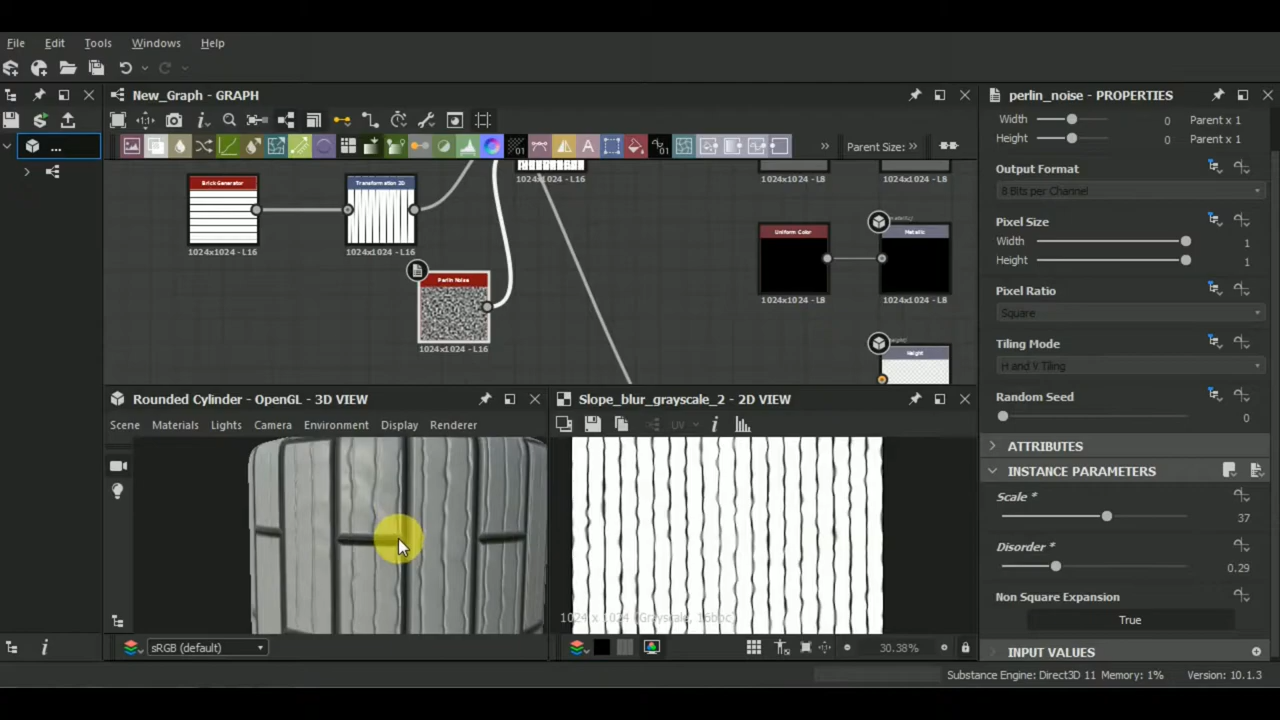 File Edit Tools Windows Help
New_Graph - GRAPH
perlin_noise - PROPERTIES
...
Parent Size:
Width 0 Parent x 1
Height 0 Parent x 1
Output Format
8 Bits per Channel
Pixel Size
Width 1
Height 1
Pixel Ratio
Square
Tiling Mode
H and V Tiling
Random Seed
0
ATTRIBUTES
INSTANCE PARAMETERS
Scale *
37
Disorder *
0.29
Non Square Expansion
True
INPUT VALUES
1024x1024 - L16
1024x1024 - L8
1024x1024 - L8
Brick Generator
1024x1024 - L16
Transformation 2D
1024x1024 - L16
Perlin Noise
1024x1024 - L16
Uniform Color
1024x1024 - L8
Metallic
1024x1024 - L8
Height
Rounded Cylinder - OpenGL - 3D VIEW
Scene Materials Lights Camera Environment Display Renderer
sRGB (default)
Slope_blur_grayscale_2 - 2D VIEW
UV
1024 x 1024 (Grayscale, 16bpc)
30.38%
Substance Engine: Direct3D 11 Memory: 1% Version: 10.1.3